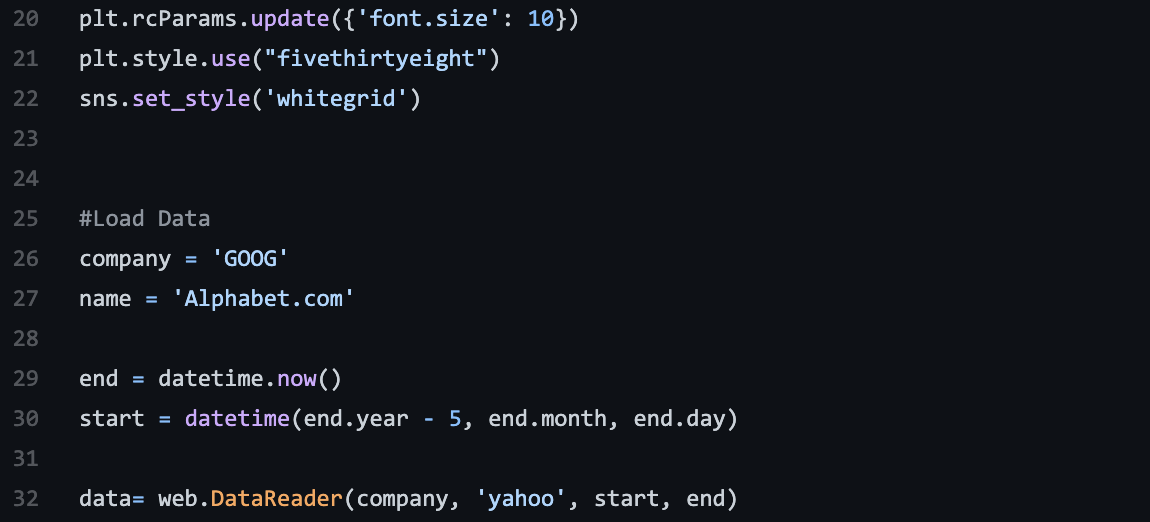 20 plt.rcParams.update({'font.size': 10})
21 plt.style.use("fivethirtyeight")
22 sns.set_style('whitegrid')
23
24
25 #Load Data
26 company = 'GOOG'
27 name = 'Alphabet.com'
28
29 end = datetime.now()
30 start = datetime(end.year - 5, end.month, end.day)
31
32 data= web.DataReader(company, 'yahoo', start, end)